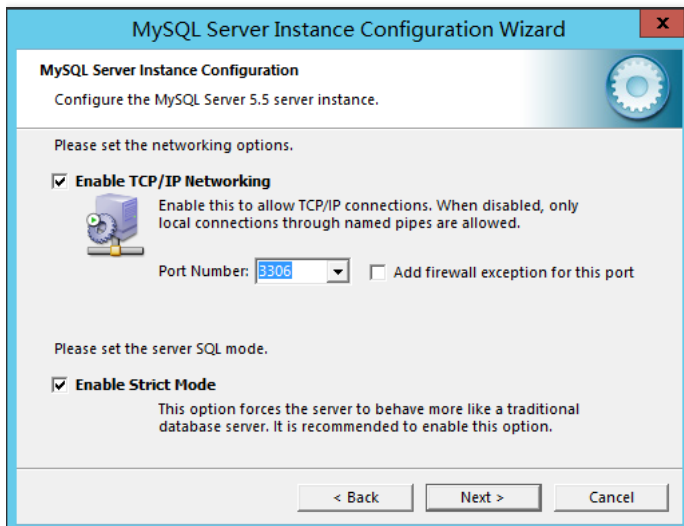 MySQL Server Instance Configuration Wizard
x
MySQL Server Instance Configuration
Configure the MySQL Server 5.5 server instance.
Please set the networking options.
Enable TCP/IP Networking
Enable this to allow TCP/IP connections. When disabled, only
local connections through named pipes are allowed.
Port Number: 3306 Add firewall exception for this port
Please set the server SQL mode.
Enable Strict Mode
This option forces the server to behave more like a traditional
database server. It is recommended to enable this option.
< Back Next > Cancel